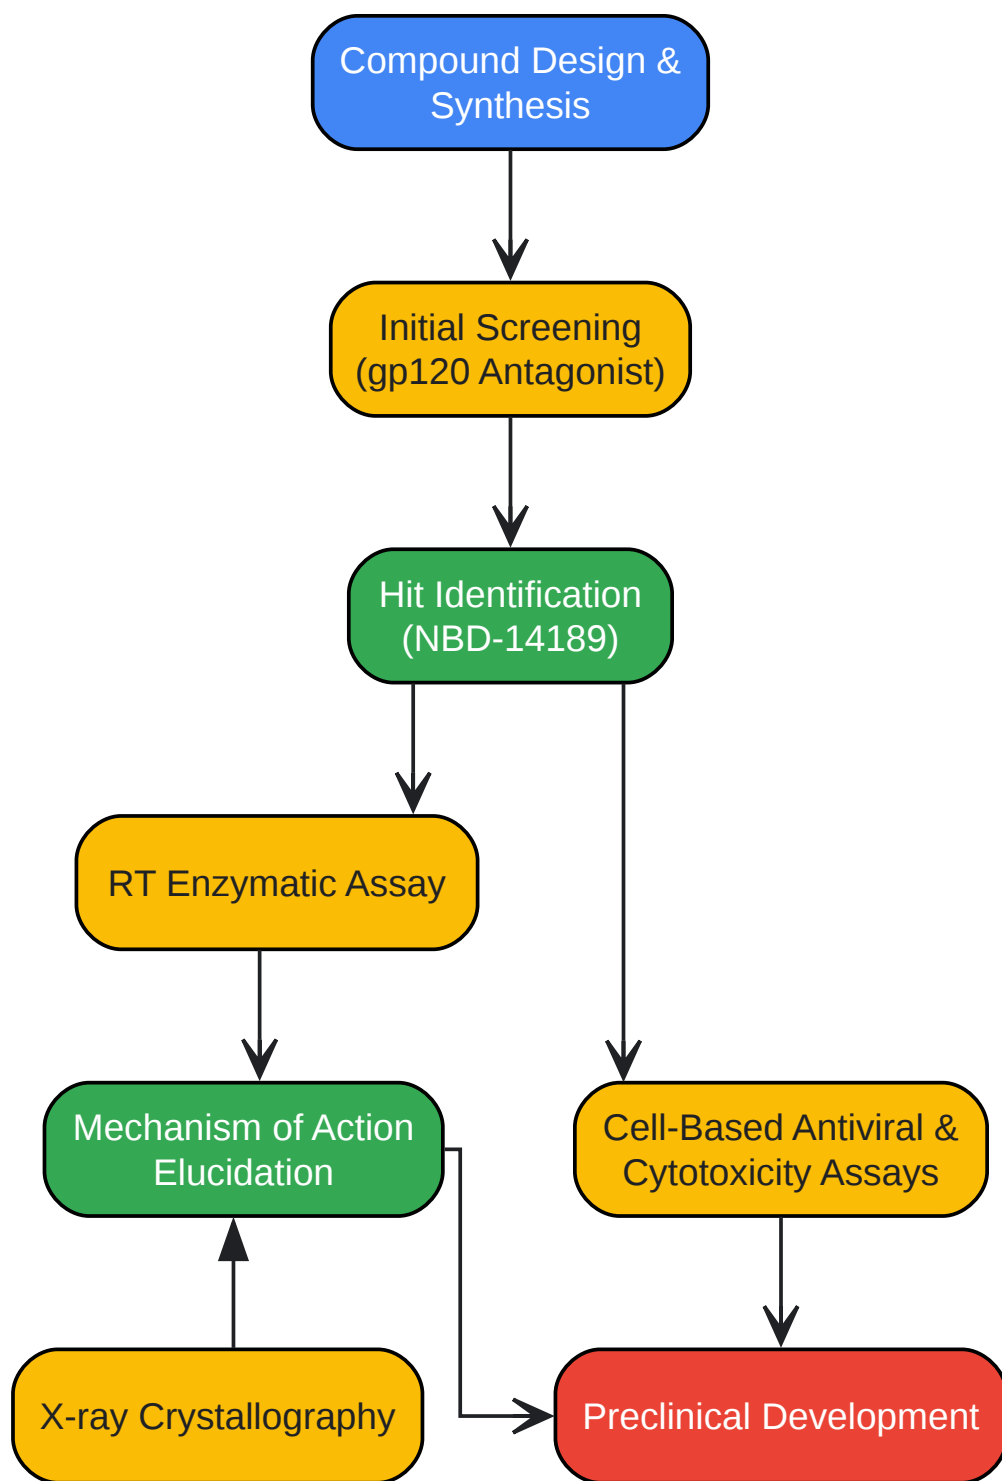 Compound Design &
Synthesis
Initial Screening
(gp120 Antagonist)
Hit Identification
(NBD-14189)
RT Enzymatic Assay
Mechanism of Action
Elucidation
Cell-Based Antiviral &
Cytotoxicity Assays
X-ray Crystallography
Preclinical Development